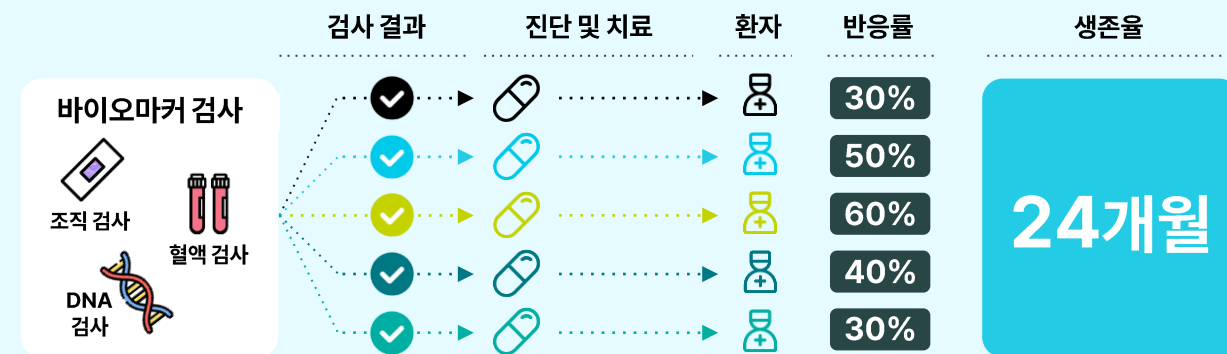 검사 결과
진단 및 치료
환자
반응률
생존율
바이오마커 검사
조직 검사
혈액 검사
DNA
검사
30%
50%
60%
40%
30%
24개월